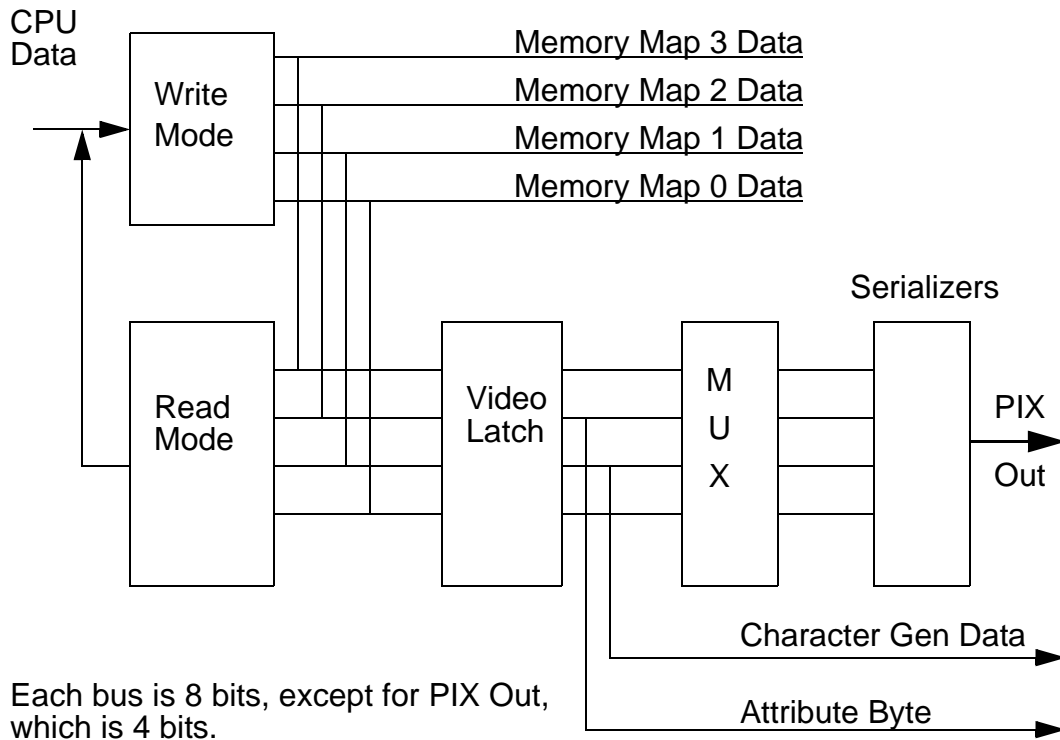 CPU
Data
Write
Mode
Memory Map 3 Data
Memory Map 2 Data
Memory Map 1 Data
Memory Map 0 Data
Serializers
Read
Mode
Video
Latch
M
U
X
PIX
Out
Character Gen Data
Attribute Byte
Each bus is 8 bits, except for PIX Out,
which is 4 bits.